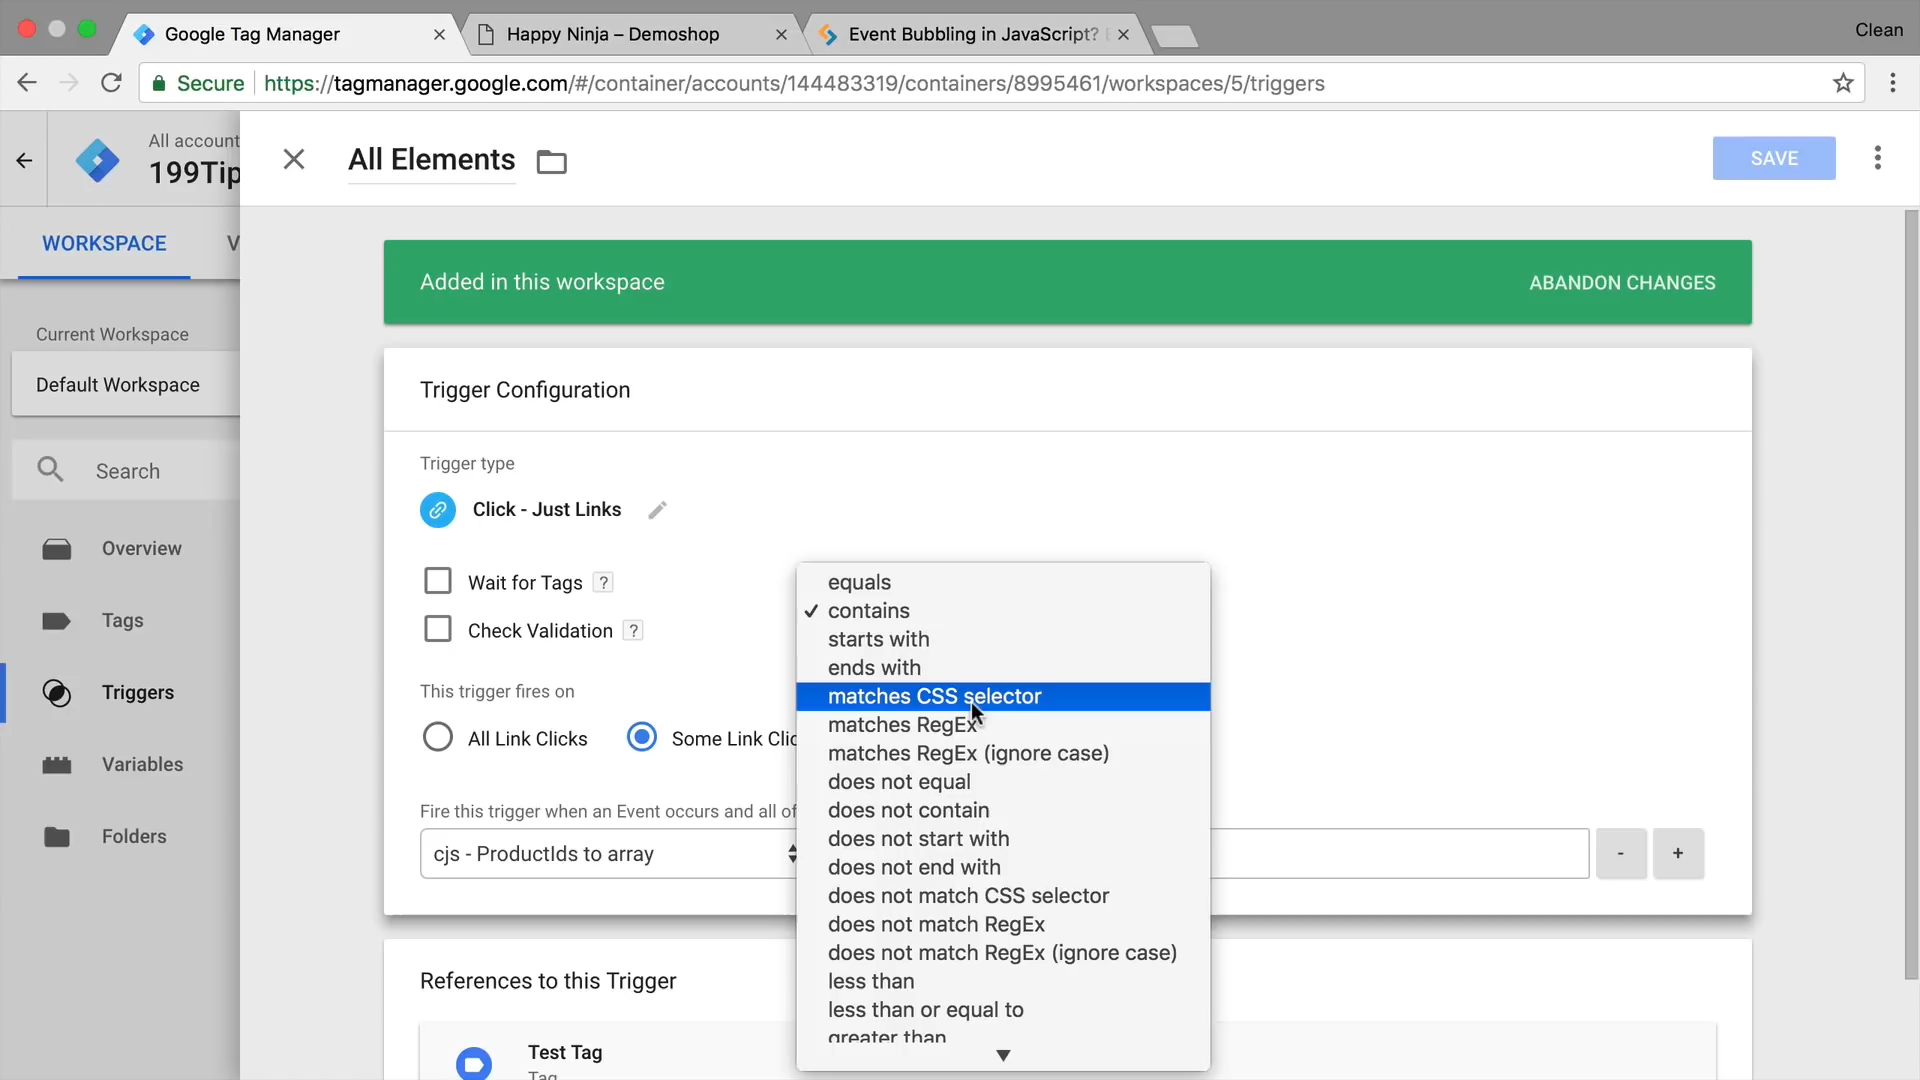 Google Tag Manager
Happy Ninja – Demoshop
Event Bubbling in JavaScript?
Clean
Secure
https://tagmanager.google.com/#/container/accounts/144483319/containers/8995461/workspaces/5/triggers
All account
199Tip
All Elements
SAVE
WORKSPACE
V
Added in this workspace
ABANDON CHANGES
Current Workspace
Default Workspace
Search
Overview
Tags
Triggers
Variables
Folders
Trigger Configuration
Trigger type
Click - Just Links
Wait for Tags ?
Check Validation ?
This trigger fires on
All Link Clicks
Some Link Clic
Fire this trigger when an Event occurs and all of
cjs - ProductIds to array
-
+
equals
✓ contains
starts with
ends with
matches CSS selector
matches RegEx
matches RegEx (ignore case)
does not equal
does not contain
does not start with
does not end with
does not match CSS selector
does not match RegEx
does not match RegEx (ignore case)
less than
less than or equal to
greater than
References to this Trigger
Test Tag
Tag